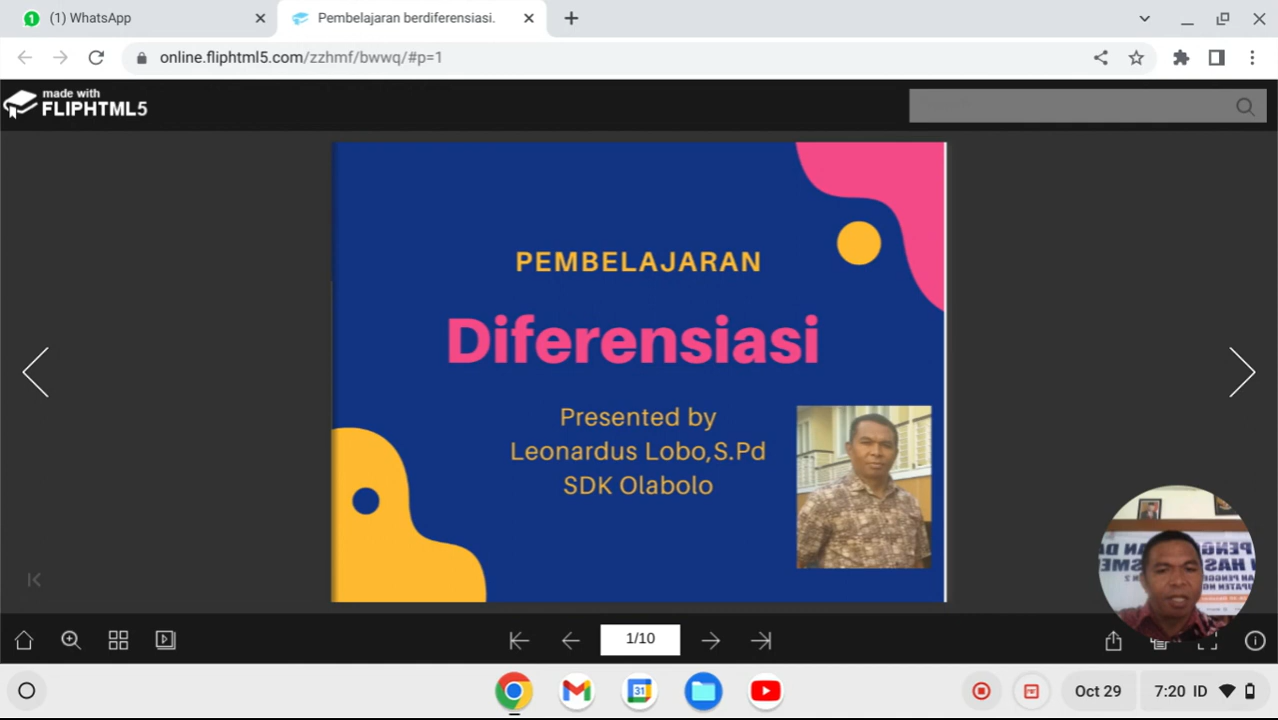 (1) WhatsApp
Pembelajaran berdiferensiasi.
online.fliphtml5.com/zzhmf/bwwq/#p=1
made with
FLIPHTML5
PEMBELAJARAN
Diferensiasi
Presented by
Leonardus Lobo,S.Pd
SDK Olabolo
1/10
31
Oct 29
7:20 ID